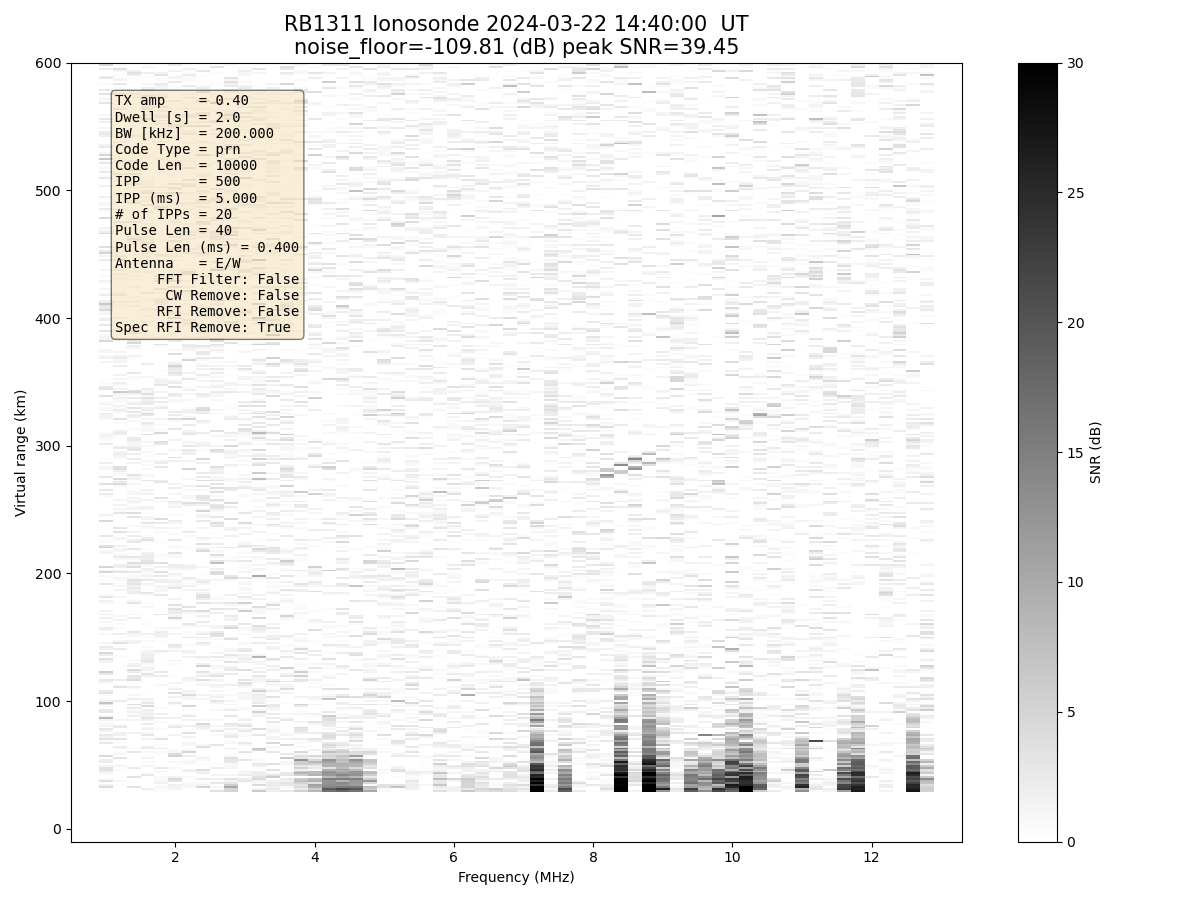 RB1311 Ionosonde 2024-03-22 14:40:00 UT
noise_floor=-109.81 (dB) peak SNR=39.45
600
500
400
300
200
100
0
Virtual range (km)
TX amp = 0.40
Dwell [s] = 2.0
BW [kHz] = 200.000
Code Type = prn
Code Len = 10000
IPP = 500
IPP (ms) = 5.000
# of IPPs = 20
Pulse Len = 40
Pulse Len (ms) = 0.400
Antenna = E/W
FFT Filter: False
CW Remove: False
RFI Remove: False
Spec RFI Remove: True
2
4
6
8
10
12
Frequency (MHz)
30
25
20
15
10
5
0
SNR (dB)